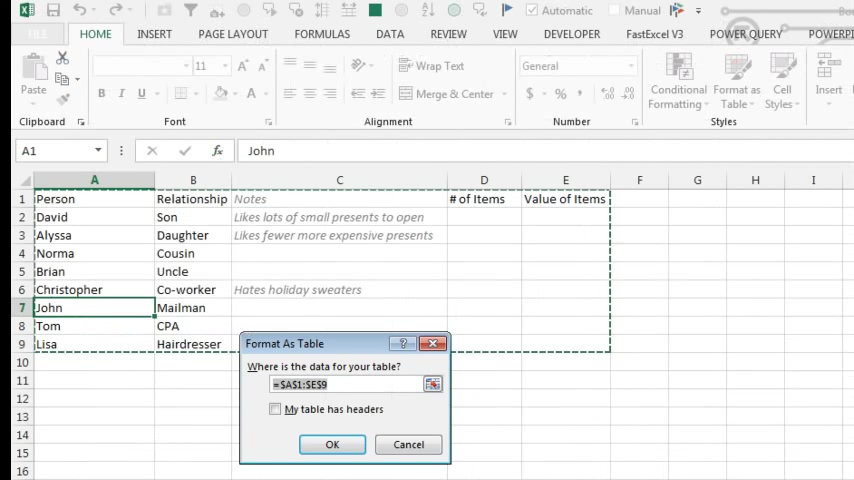 Automatic Manual
FILE HOME INSERT PAGE LAYOUT FORMULAS DATA REVIEW VIEW DEVELOPER FastExcel V3 POWER QUERY POWERPI
11 A A Wrap Text General
Paste B I U A Merge & Center $ % , Conditional Formatting Format as Table Cell Styles Insert
Clipboard Font Alignment Number Styles
A1 fx John
A B C D E F G H I
1 Person Relationship Notes # of Items Value of Items
2 David Son Likes lots of small presents to open
3 Alyssa Daughter Likes fewer more expensive presents
4 Norma Cousin
5 Brian Uncle
6 Christopher Co-worker Hates holiday sweaters
7 John Mailman
8 Tom CPA
9 Lisa Hairdresser
10
11
12
13
14
15
16
Format As Table
Where is the data for your table?
=$A$1:$E$9
My table has headers
OK Cancel